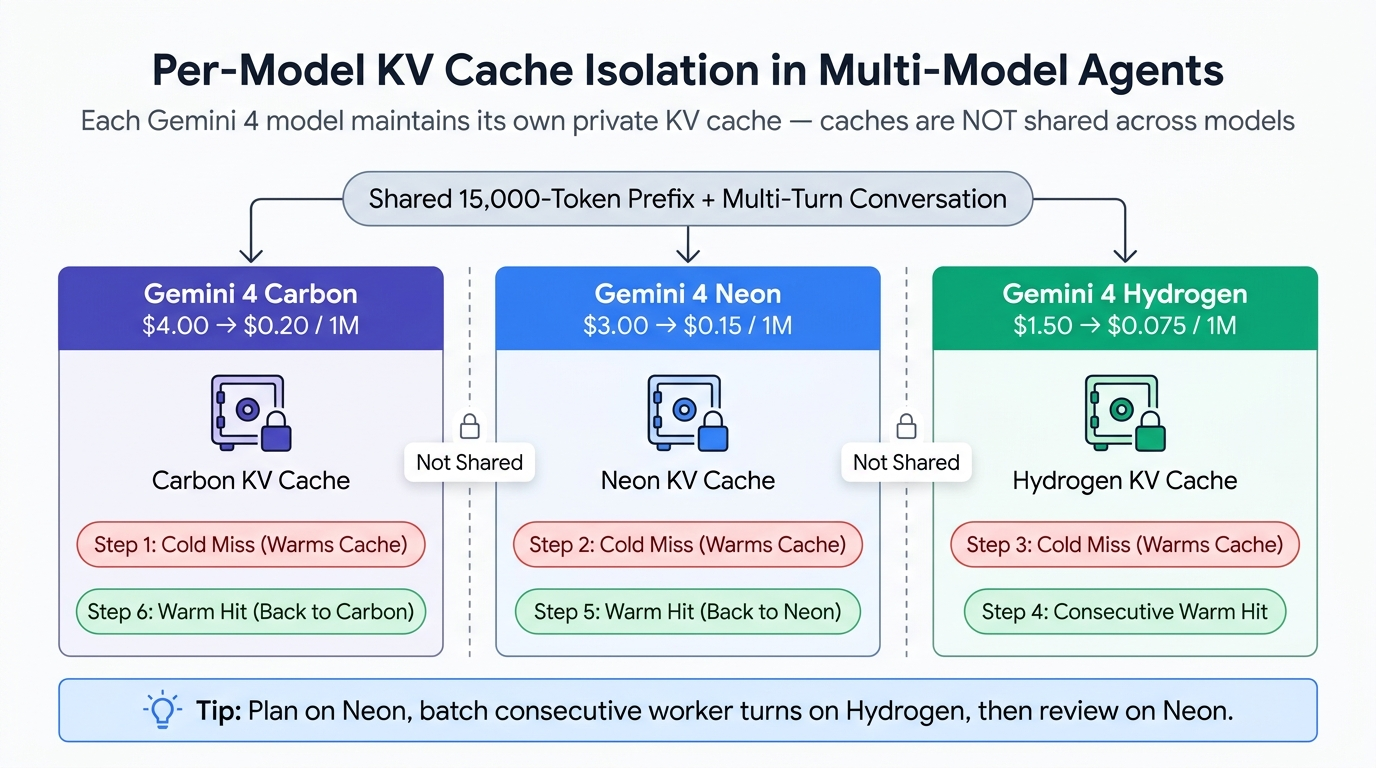 Per-Model KV Cache Isolation in Multi-Model Agents
Each Gemini 4 model maintains its own private KV cache — caches are NOT shared across models
Shared 15,000-Token Prefix + Multi-Turn Conversation
Gemini 4 Carbon
$4.00 → $0.20 / 1M
Carbon KV Cache
Step 1: Cold Miss (Warms Cache)
Step 6: Warm Hit (Back to Carbon)
Not Shared
Gemini 4 Neon
$3.00 → $0.15 / 1M
Neon KV Cache
Step 2: Cold Miss (Warms Cache)
Step 5: Warm Hit (Back to Neon)
Not Shared
Gemini 4 Hydrogen
$1.50 → $0.075 / 1M
Hydrogen KV Cache
Step 3: Cold Miss (Warms Cache)
Step 4: Consecutive Warm Hit
Tip: Plan on Neon, batch consecutive worker turns on Hydrogen, then review on Neon.